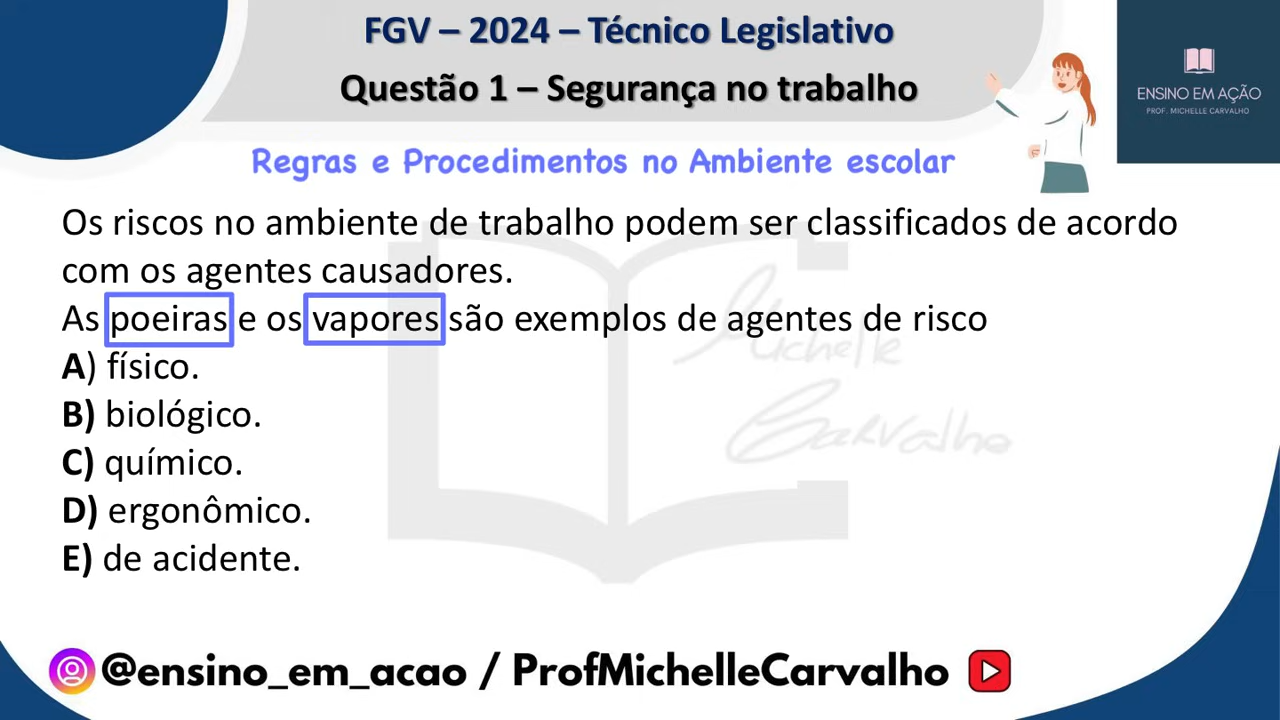 FGV – 2024 – Técnico Legislativo
Questão 1 – Segurança no trabalho
ENSINO EM AÇÃO
PROF. MICHELLE CARVALHO
Regras e Procedimentos no Ambiente escolar
Os riscos no ambiente de trabalho podem ser classificados de acordo
com os agentes causadores.
As poeiras e os vapores são exemplos de agentes de risco
A) físico.
B) biológico.
C) químico.
D) ergonômico.
E) de acidente.
Michelle
Carvalho
@ensino_em_acao / ProfMichelleCarvalho